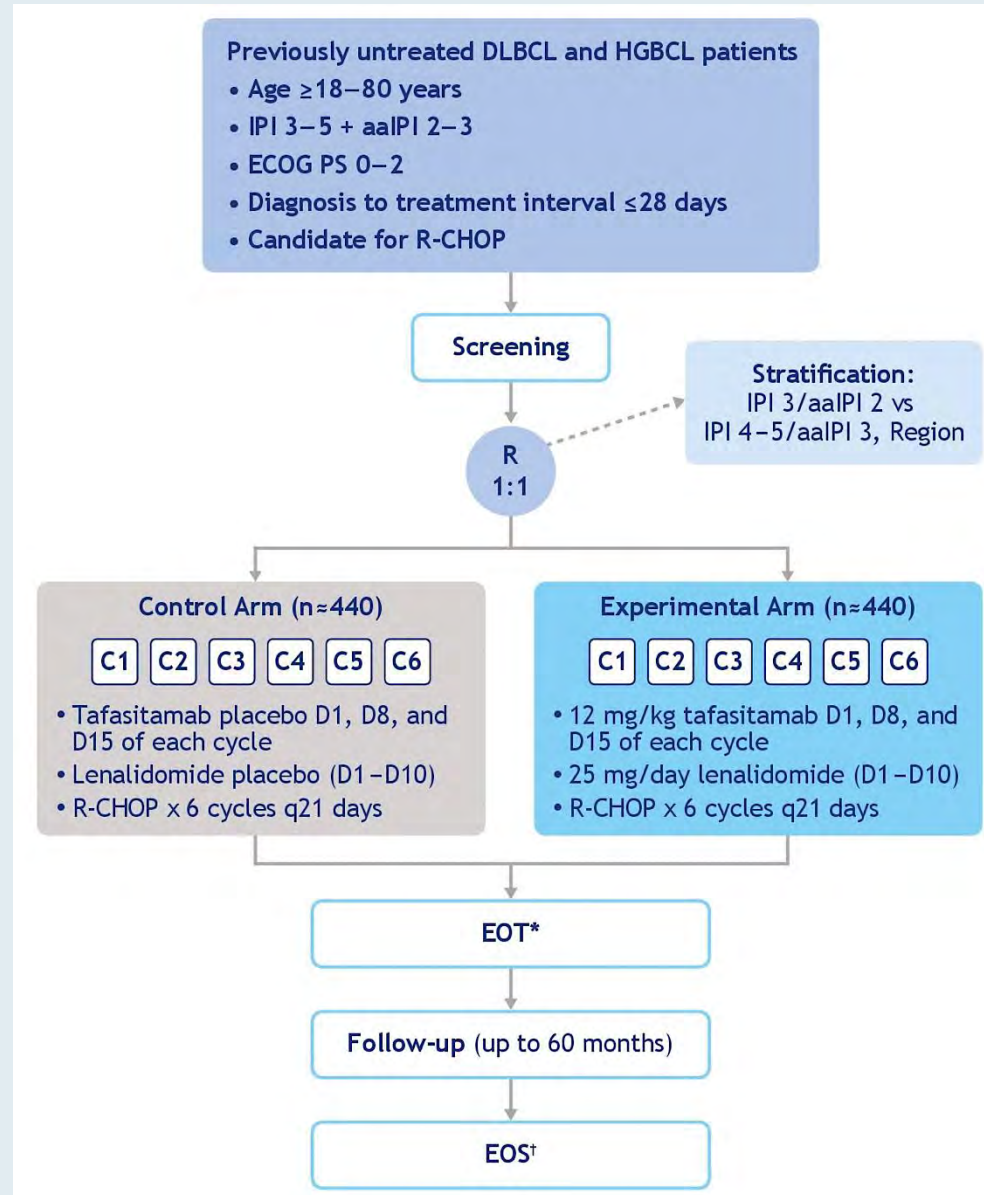 Previously untreated DLBCL and HGBCL patients
• Age ≥18–80 years
• IPI 3–5 + aaIPI 2–3
• ECOG PS 0–2
• Diagnosis to treatment interval ≤28 days
• Candidate for R-CHOP
Screening
Stratification:
IPI 3/aaIPI 2 vs
IPI 4–5/aaIPI 3, Region
R
1:1
Control Arm (n≈440)
C1 C2 C3 C4 C5 C6
• Tafasitamab placebo D1, D8, and
D15 of each cycle
• Lenalidomide placebo (D1–D10)
• R-CHOP x 6 cycles q21 days
Experimental Arm (n≈440)
C1 C2 C3 C4 C5 C6
• 12 mg/kg tafasitamab D1, D8, and
D15 of each cycle
• 25 mg/day lenalidomide (D1–D10)
• R-CHOP x 6 cycles q21 days
EOT*
Follow-up (up to 60 months)
EOS†